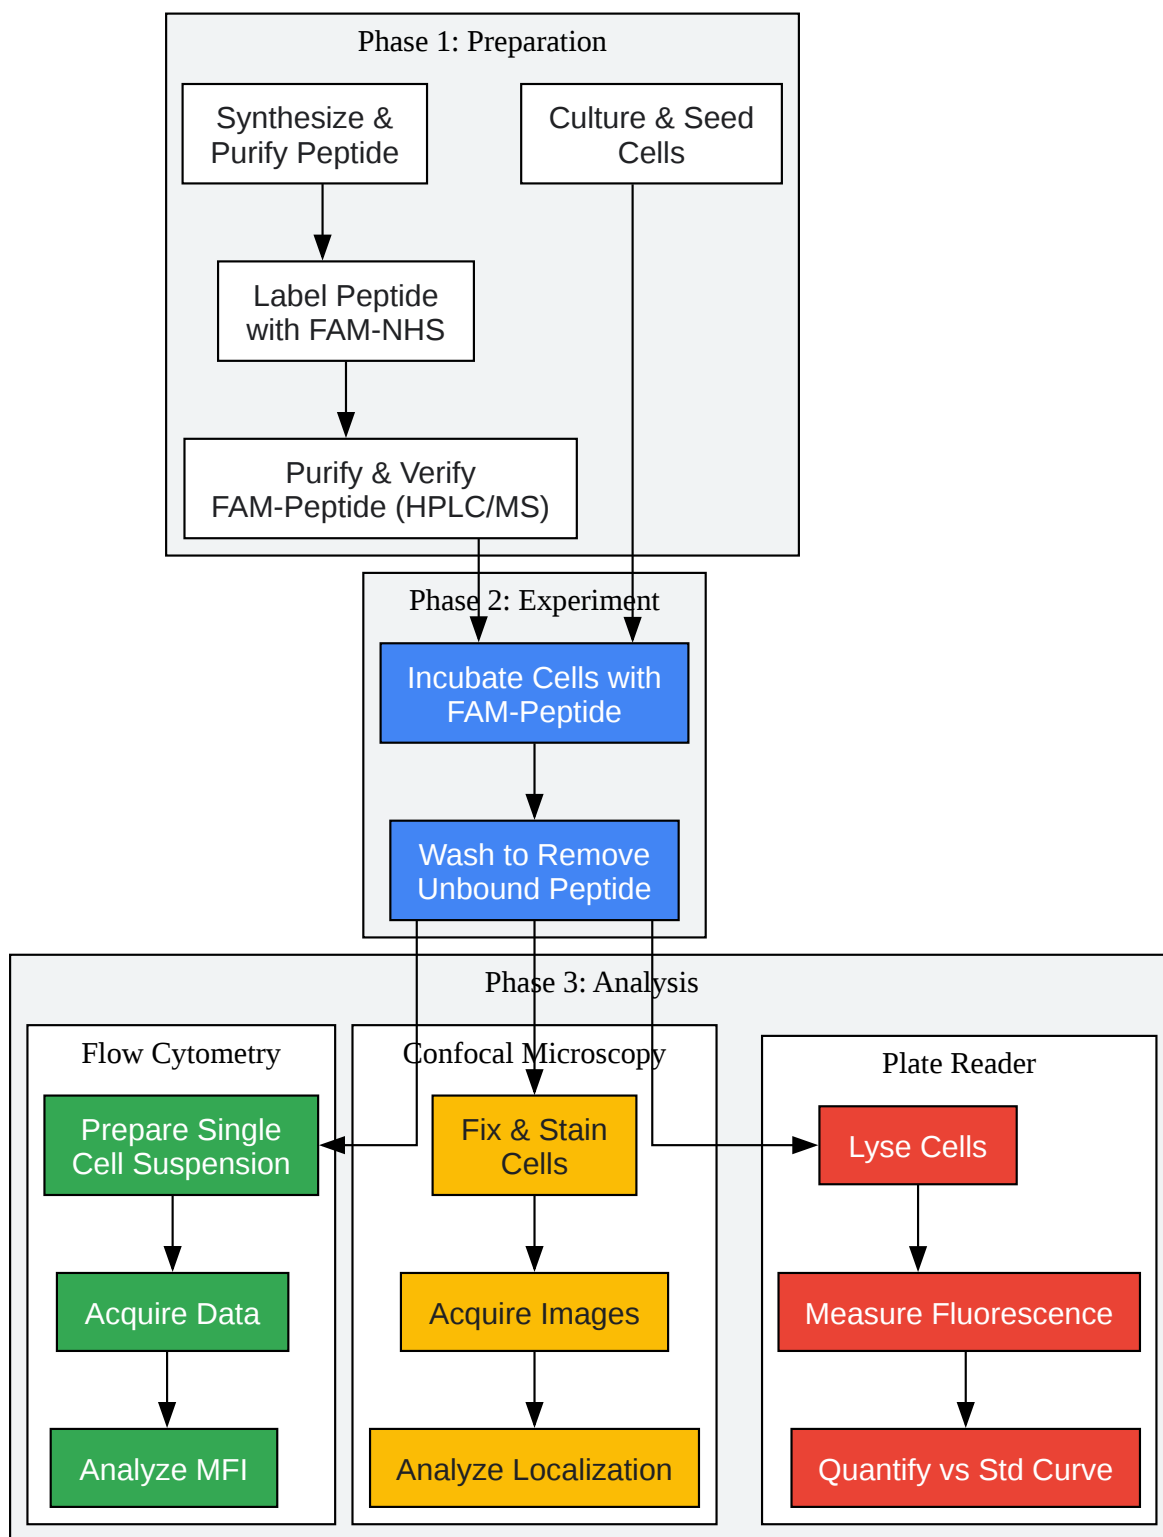 Phase 1: Preparation
Synthesize &
Purify Peptide
Culture & Seed
Cells
Label Peptide
with FAM-NHS
Purify & Verify
FAM-Peptide (HPLC/MS)
Phase 2: Experiment
Incubate Cells with
FAM-Peptide
Wash to Remove
Unbound Peptide
Phase 3: Analysis
Flow Cytometry
Prepare Single
Cell Suspension
Acquire Data
Analyze MFI
Confocal Microscopy
Fix & Stain
Cells
Acquire Images
Analyze Localization
Plate Reader
Lyse Cells
Measure Fluorescence
Quantify vs Std Curve